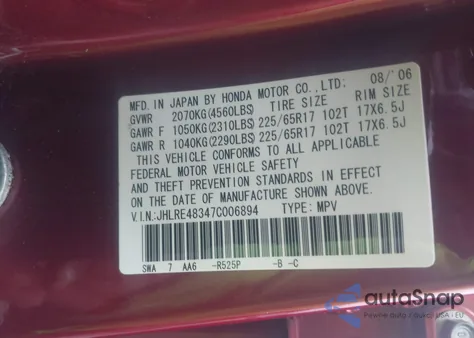 MFD. IN JAPAN BY HONDA MOTOR CO., LTD: 08/'06
GVWR 2070KG(4560LBS) TIRE SIZE RIM SIZE
GAWR F 1050KG(2310LBS) 225/65R17 102T 17X6.5J
GAWR R 1040KG(2290LBS) 225/65R17 102T 17X6.5J
THIS VEHICLE CONFORMS TO ALL APPLICABLE
FEDERAL MOTOR VEHICLE SAFETY
AND THEFT PREVENTION STANDARDS IN EFFECT
ON THE DATE OF MANUFACTURE SHOWN ABOVE.
V.I.N:JHLRE48347C006894 TYPE: MPV
SWA 7 AA6 -R525P -B -C
autoSnap